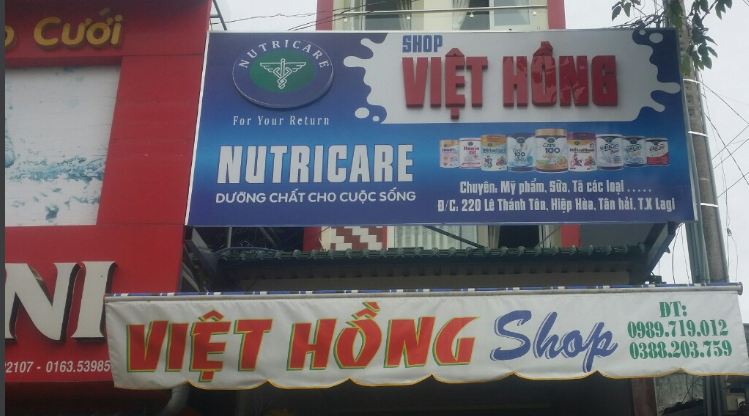 Cưới
NUTRICARE
For Your Return
SHOP
VIỆT HỒNG
NUTRICARE
DƯỠNG CHẤT CHO CUỘC SỐNG
Chuyên: Mỹ phẩm, Sữa, Tã các loại .....
Đ/C: 220 Lê Thánh Tôn, Hiệp Hòa, Tân hải, T.X Lagi
NI
2107 - 0163.5398
VIỆT HỒNG Shop
ĐT:
0989.719.012
0388.203.759